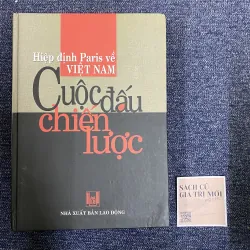 Hiệp định Paris về
VIỆT NAM
Cuộc
đấu
chiến
lược
NHÀ XUẤT BẢN LAO ĐỘNG
SÁCH CŨ
GIÁ TRỊ MỚI